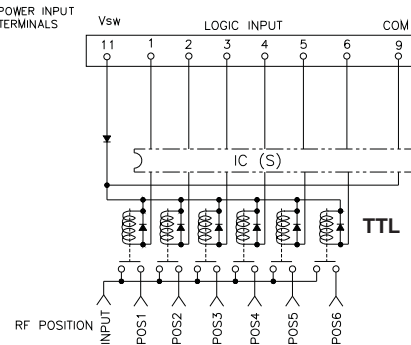 POWER INPUT
TERMINALS
Vsw
LOGIC INPUT
COM
11 1 2 3 4 5 6 9
IC (S)
TTL
RF POSITION
INPUT
POS1
POS2
POS3
POS4
POS5
POS6